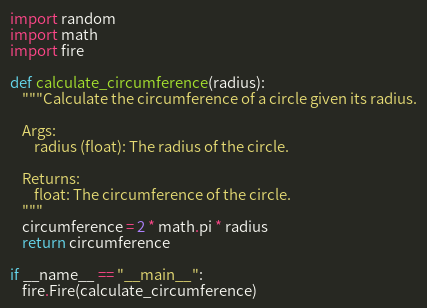 import random
import math
import fire

def calculate_circumference(radius):
    """Calculate the circumference of a circle given its radius.

    Args:
        radius (float): The radius of the circle.

    Returns:
        float: The circumference of the circle.
    """
    circumference = 2 * math.pi * radius
    return circumference

if __name__ == "__main__":
    fire.Fire(calculate_circumference)